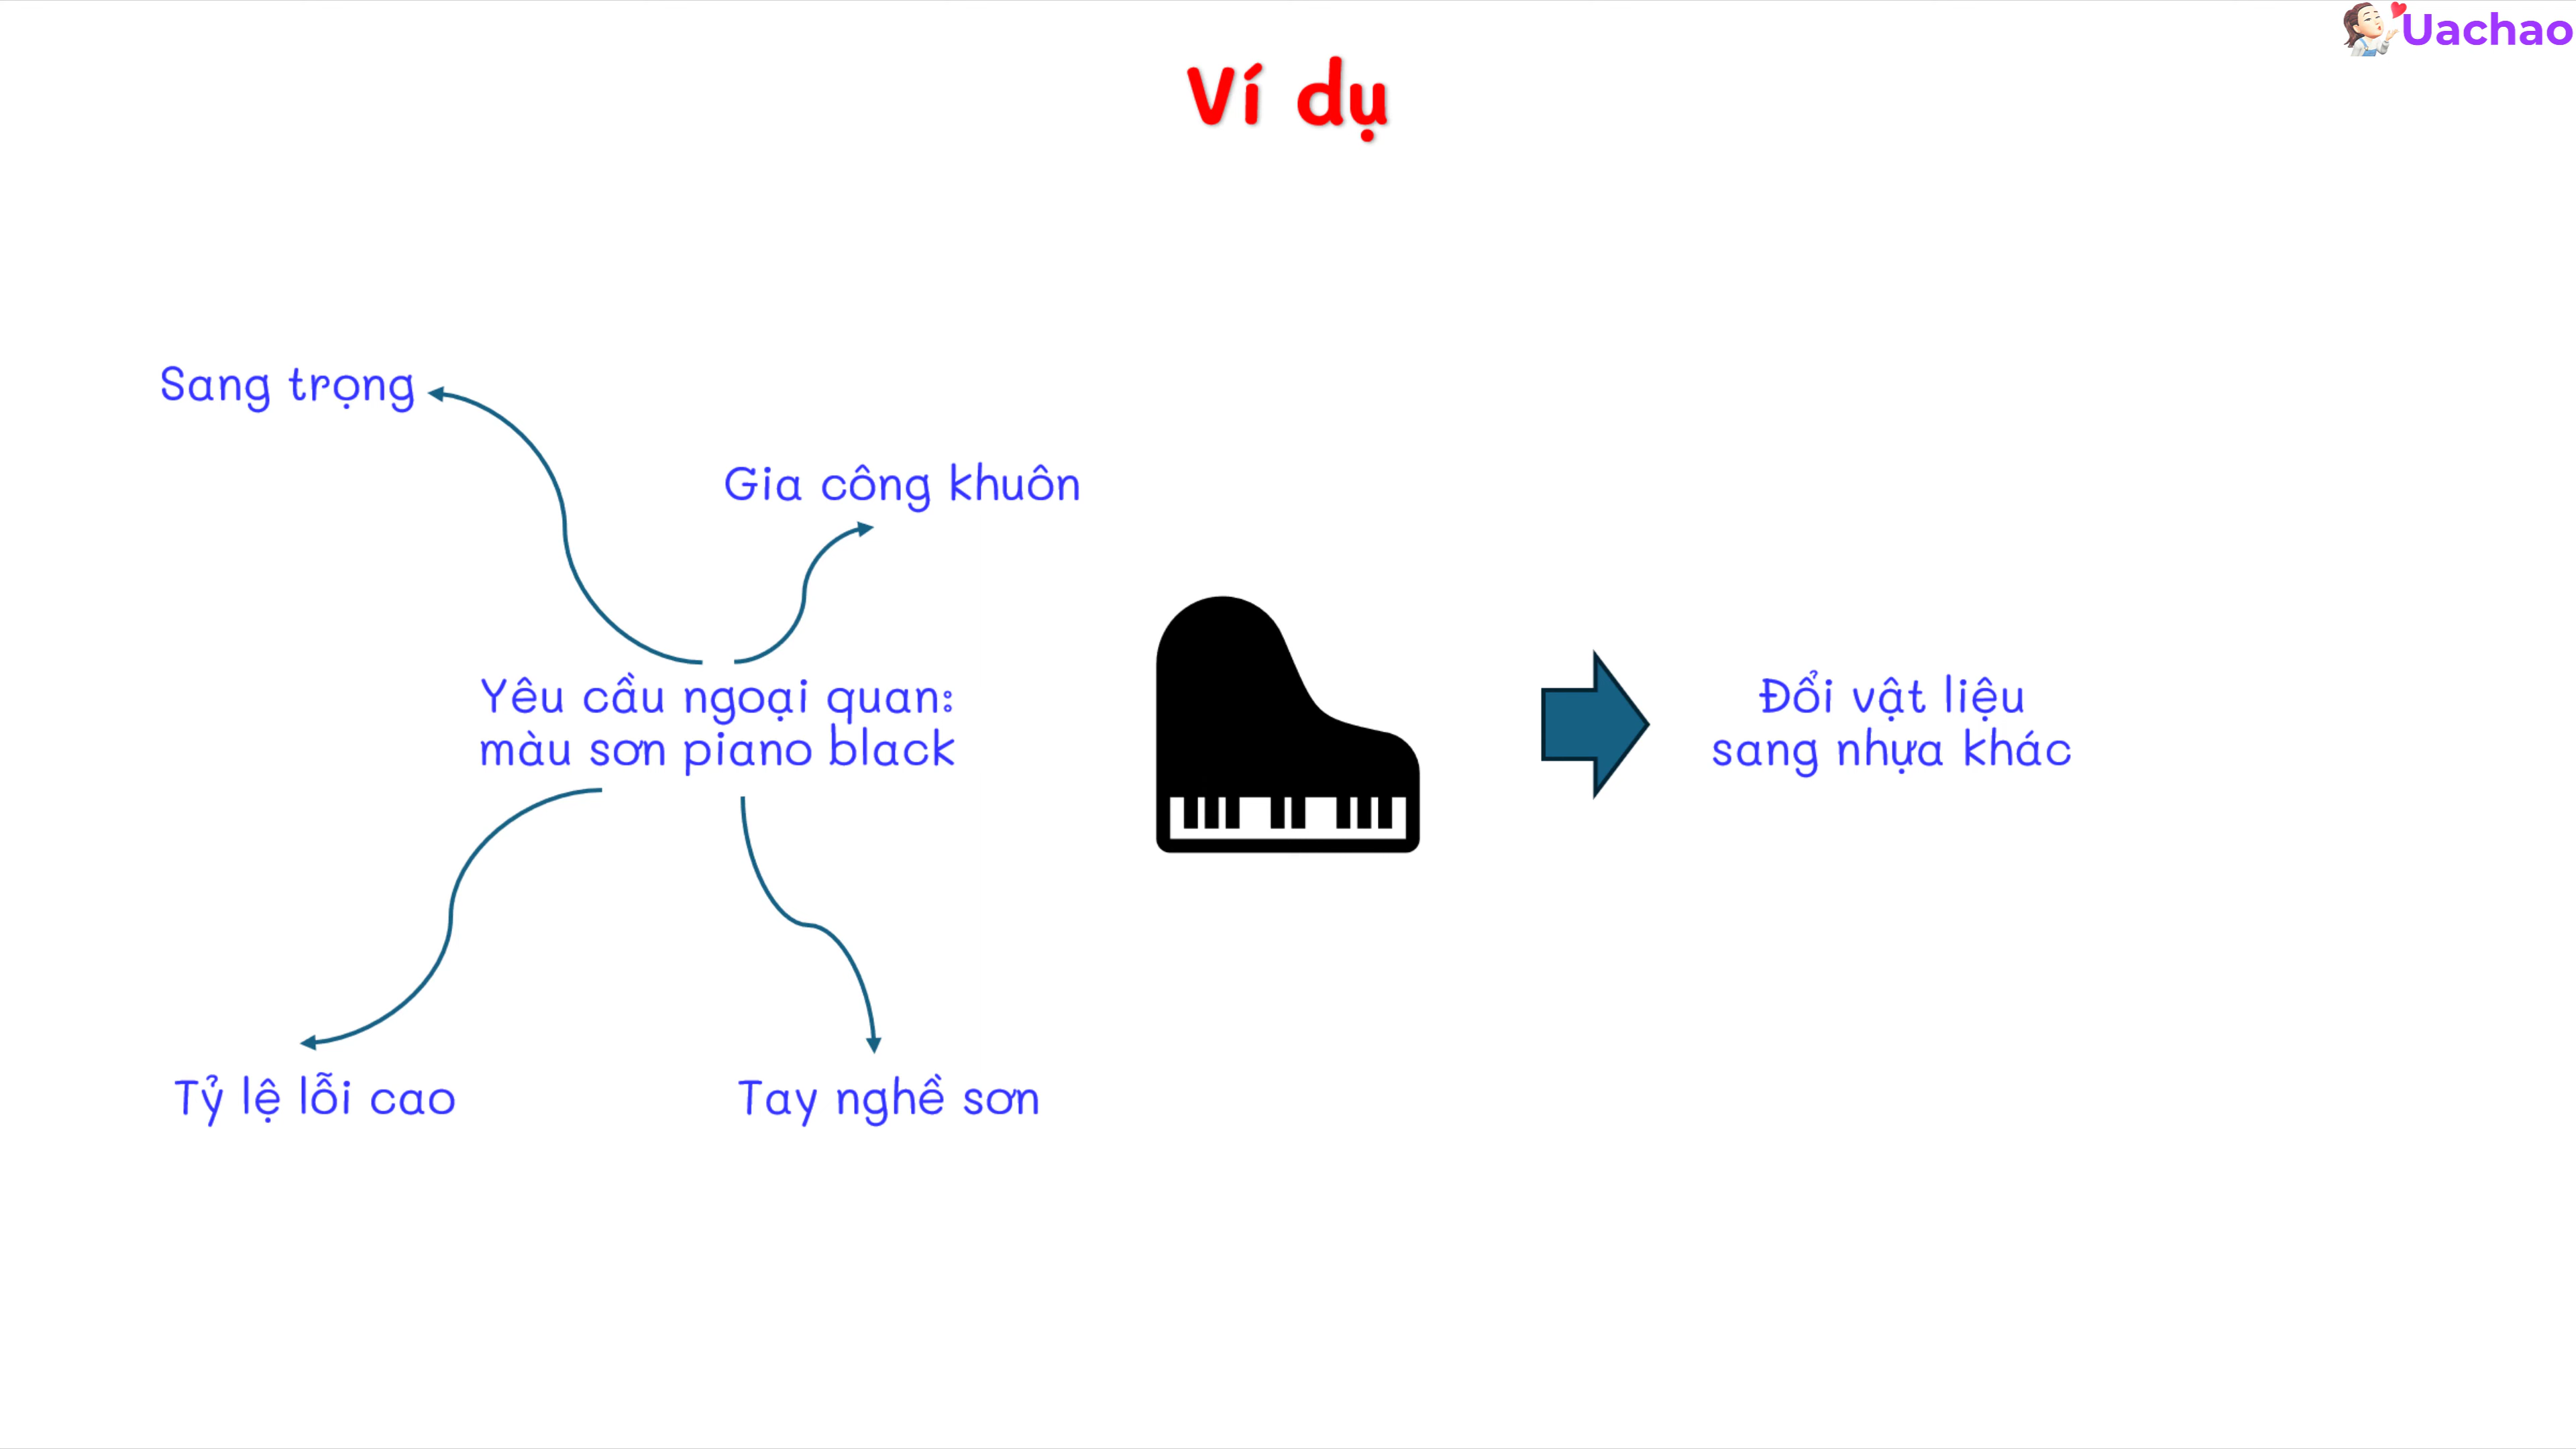 Uachao
Ví dụ
Sang trọng
Gia công khuôn
Yêu cầu ngoại quan:
màu sơn piano black
Đổi vật liệu
sang nhựa khác
Tỷ lệ lỗi cao
Tay nghề sơn